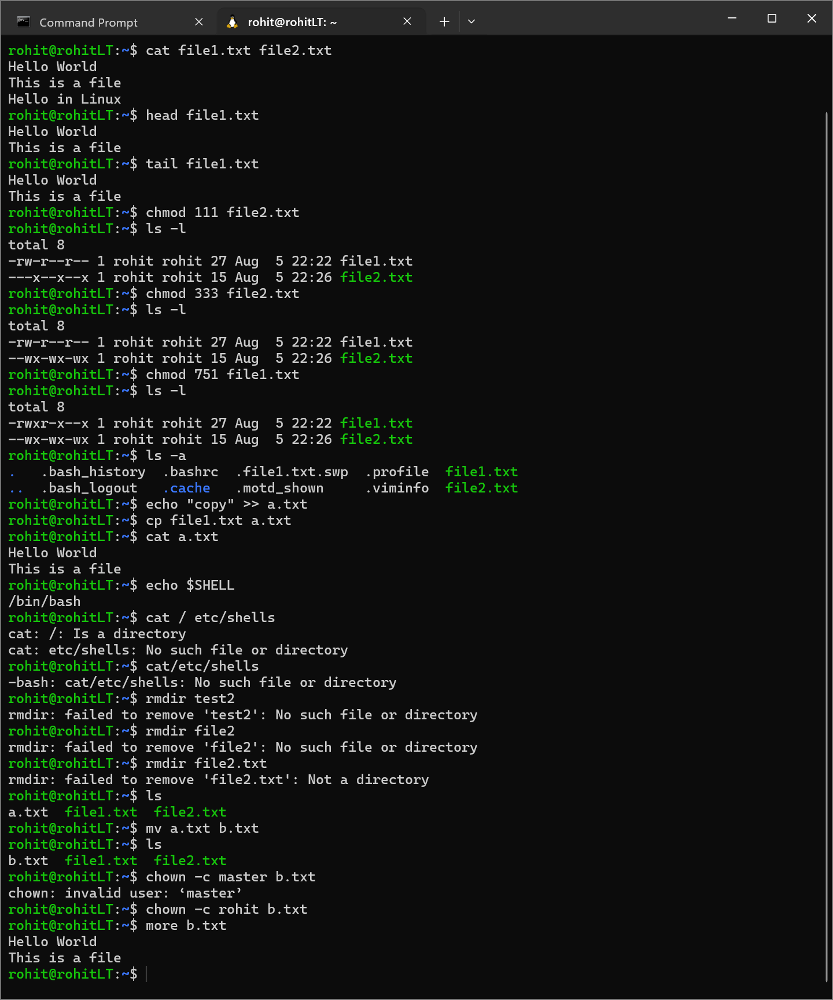 Command Prompt
rohit@rohitLT: ~
rohit@rohitLT:~$ cat file1.txt file2.txt
Hello World
This is a file
Hello in Linux
rohit@rohitLT:~$ head file1.txt
Hello World
This is a file
rohit@rohitLT:~$ tail file1.txt
Hello World
This is a file
rohit@rohitLT:~$ chmod 111 file2.txt
rohit@rohitLT:~$ ls -l
total 8
-rw-r--r-- 1 rohit rohit 27 Aug  5 22:22 file1.txt
---x--x--x 1 rohit rohit 15 Aug  5 22:26 file2.txt
rohit@rohitLT:~$ chmod 333 file2.txt
rohit@rohitLT:~$ ls -l
total 8
-rw-r--r-- 1 rohit rohit 27 Aug  5 22:22 file1.txt
--wx-wx-wx 1 rohit rohit 15 Aug  5 22:26 file2.txt
rohit@rohitLT:~$ chmod 751 file1.txt
rohit@rohitLT:~$ ls -l
total 8
-rwxr-x--x 1 rohit rohit 27 Aug  5 22:22 file1.txt
--wx-wx-wx 1 rohit rohit 15 Aug  5 22:26 file2.txt
rohit@rohitLT:~$ ls -a
.   .bash_history  .bashrc  .file1.txt.swp  .profile  file1.txt
..  .bash_logout   .cache   .motd_shown     .viminfo  file2.txt
rohit@rohitLT:~$ echo "copy" >> a.txt
rohit@rohitLT:~$ cp file1.txt a.txt
rohit@rohitLT:~$ cat a.txt
Hello World
This is a file
rohit@rohitLT:~$ echo $SHELL
/bin/bash
rohit@rohitLT:~$ cat / etc/shells
cat: /: Is a directory
cat: etc/shells: No such file or directory
rohit@rohitLT:~$ cat/etc/shells
-bash: cat/etc/shells: No such file or directory
rohit@rohitLT:~$ rmdir test2
rmdir: failed to remove 'test2': No such file or directory
rohit@rohitLT:~$ rmdir file2
rmdir: failed to remove 'file2': No such file or directory
rohit@rohitLT:~$ rmdir file2.txt
rmdir: failed to remove 'file2.txt': Not a directory
rohit@rohitLT:~$ ls
a.txt  file1.txt  file2.txt
rohit@rohitLT:~$ mv a.txt b.txt
rohit@rohitLT:~$ ls
b.txt  file1.txt  file2.txt
rohit@rohitLT:~$ chown -c master b.txt
chown: invalid user: ‘master’
rohit@rohitLT:~$ chown -c rohit b.txt
rohit@rohitLT:~$ more b.txt
Hello World
This is a file
rohit@rohitLT:~$